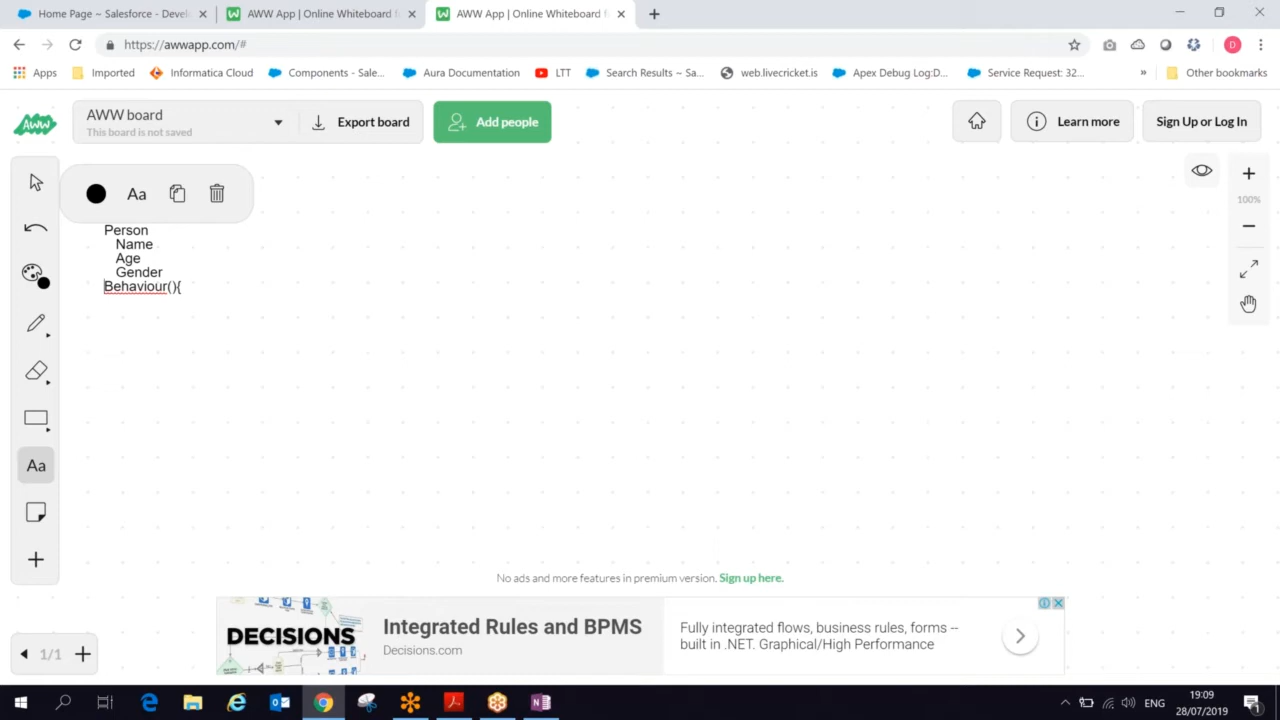 Home Page ~ Salesforce - Devel
AWW App | Online Whiteboard f
AWW App | Online Whiteboard f
https://awwapp.com/#
D
Apps
Imported
Informatica Cloud
Components - Sale...
Aura Documentation
LTT
Search Results ~ Sa...
www.livecricket.is
Apex Debug Log:D...
Service Request: 32...
»
Other bookmarks
AWW
AWW board
This board is not saved
Export board
Add people
Learn more
Sign Up or Log In
Aa
100%
Person
Name
Age
Gender
Behaviour(){
Aa
No ads and more features in premium version. Sign up here.
DECISIONS
Integrated Rules and BPMS
Decisions.com
Fully integrated flows, business rules, forms --
built in .NET. Graphical/High Performance
1/1
ENG
19:09
28/07/2019
1